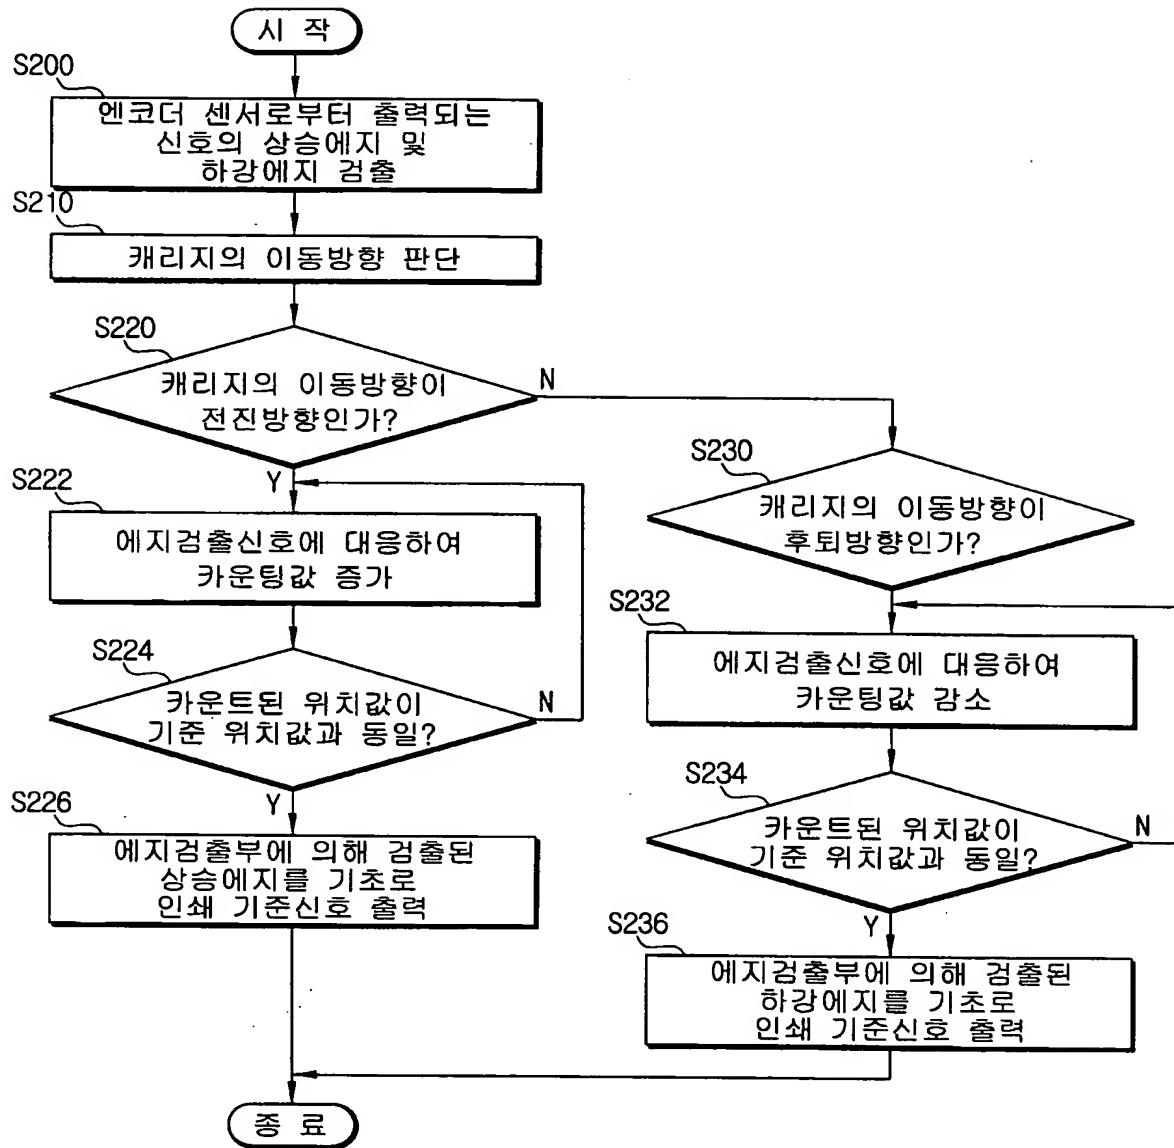 시 작
S200
엔코더 센서로부터 출력되는
신호의 상승에지 및
하강에지 검출
S210
캐리지의 이동방향 판단
S220
캐리지의 이동방향이
전진방향인가?
N
Y
S222
에지검출신호에 대응하여
카운팅값 증가
S224
카운트된 위치값이
기준 위치값과 동일?
N
Y
S226
에지검출부에 의해 검출된
상승에지를 기초로
인쇄 기준신호 출력
S230
캐리지의 이동방향이
후퇴방향인가?
S232
에지검출신호에 대응하여
카운팅값 감소
S234
카운트된 위치값이
기준 위치값과 동일?
N
Y
S236
에지검출부에 의해 검출된
하강에지를 기초로
인쇄 기준신호 출력
종 료